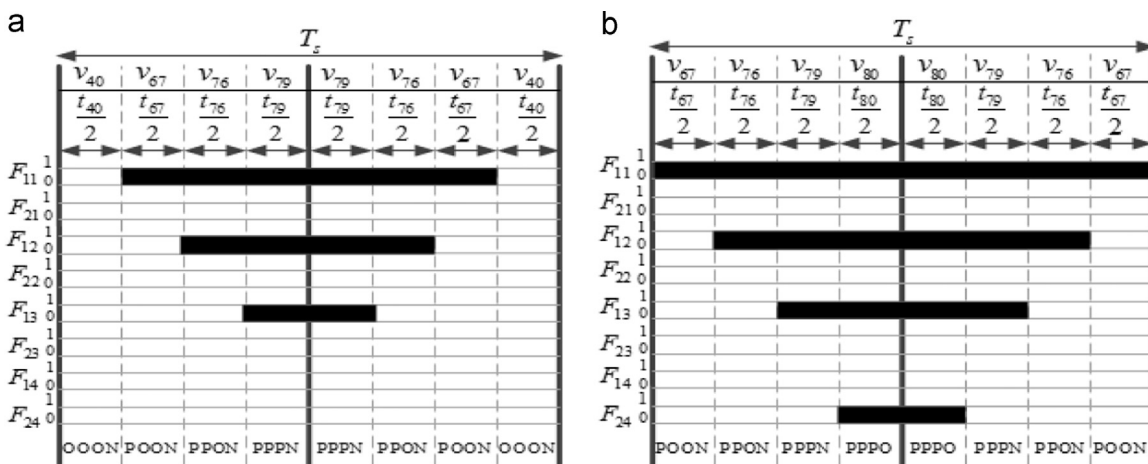 a
T_s
v_40 v_67 v_76 v_79 v_79 v_76 v_67 v_40
t_40/2 t_67/2 t_76/2 t_79/2 t_79/2 t_76/2 t_67/2 t_40/2
F_11 1 0
F_21 1 0
F_12 1 0
F_22 1 0
F_13 1 0
F_23 1 0
F_14 1 0
F_24 1 0
OOON POON PPON PPPN PPPN PPON POON OOON
b
T_s
v_67 v_76 v_79 v_80 v_80 v_79 v_76 v_67
t_67/2 t_76/2 t_79/2 t_80/2 t_80/2 t_79/2 t_76/2 t_67/2
F_11 1 0
F_21 1 0
F_12 1 0
F_22 1 0
F_13 1 0
F_23 1 0
F_14 1 0
F_24 1 0
POON PPON PPPN PPPO PPPO PPPN PPON POON